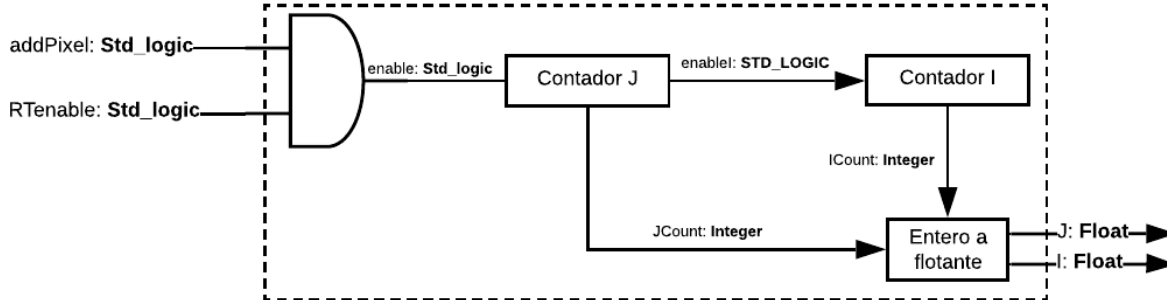 addPixel: Std_logic
RTenable: Std_logic
enable: Std_logic
Contador J
enableI: STD_LOGIC
Contador I
ICount: Integer
JCount: Integer
Entero a
flotante
J: Float
I: Float